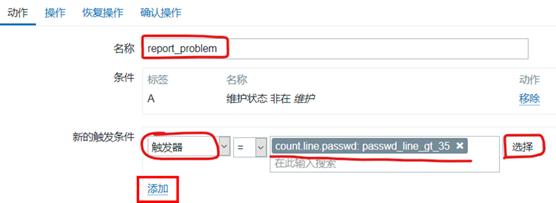 动作 操作 恢复操作 确认操作
名称 report_problem
条件 标签 名称 动作
A 维护状态 非在 维护 移除
新的触发条件 触发器 = count.line.passwd: passwd_line_gt_35 × 选择
在此输入搜索
添加